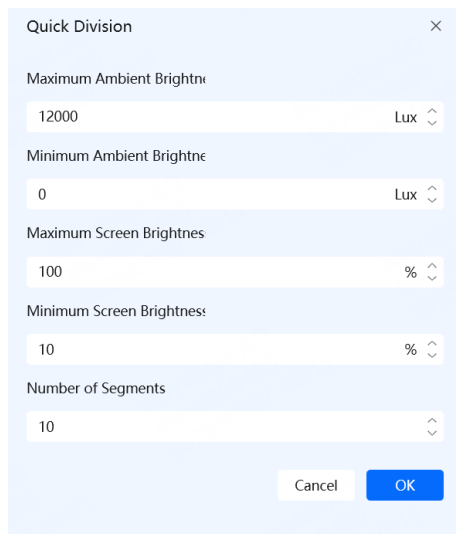 Quick Division
Maximum Ambient Brightne
12000 Lux
Minimum Ambient Brightne
0 Lux
Maximum Screen Brightnes
100 %
Minimum Screen Brightness
10 %
Number of Segments
10
Cancel OK